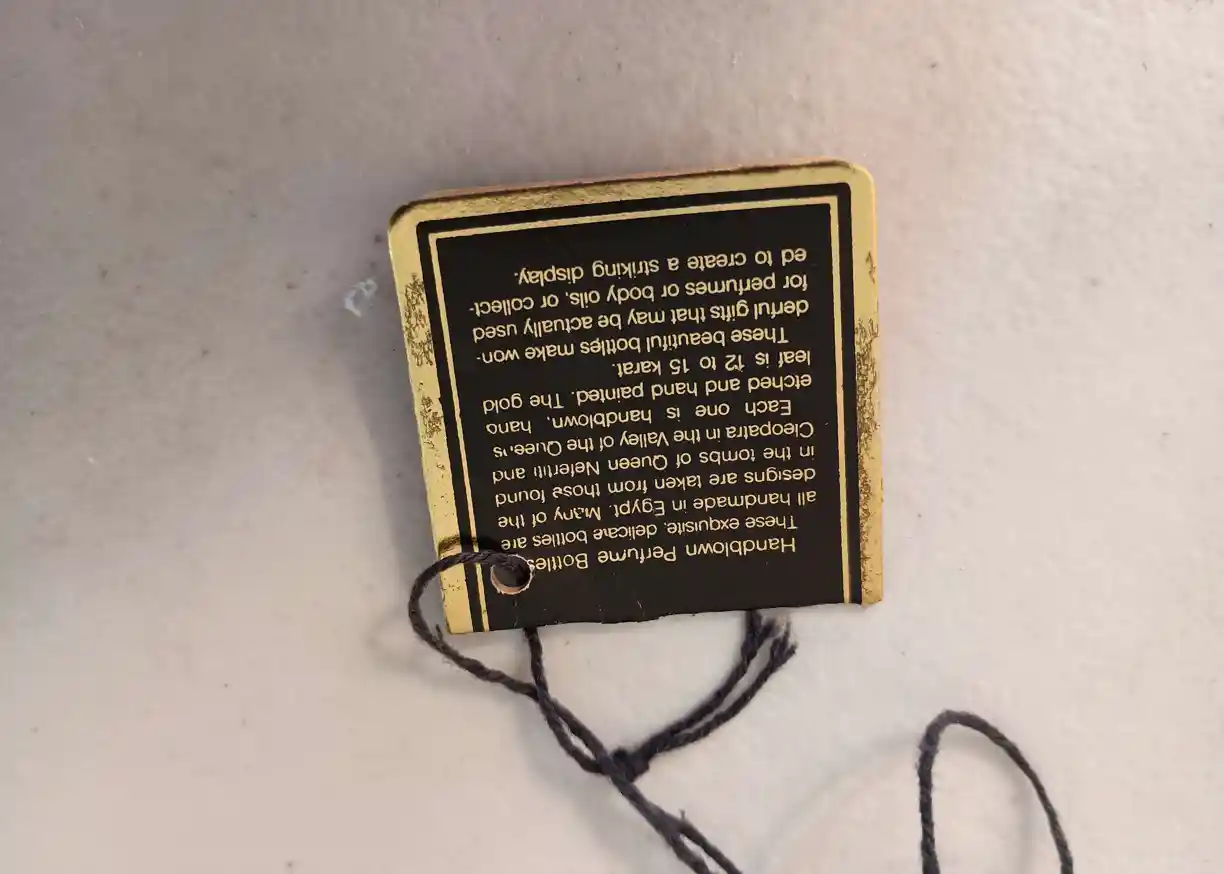 Handblown Perfume Bottles
These exquisite, delicate bottles are
all handmade in Egypt. Many of the
designs are taken from those found
in the tombs of Queen Nefertiti and
Cleopatra in the Valley of the Queens
Each one is handblown, hand
etched and hand painted. The gold
leaf is 12 to 15 karat.
These beautiful bottles make won-
derful gifts that may be actually used
for perfumes or body oils, or collect-
ed to create a striking display.